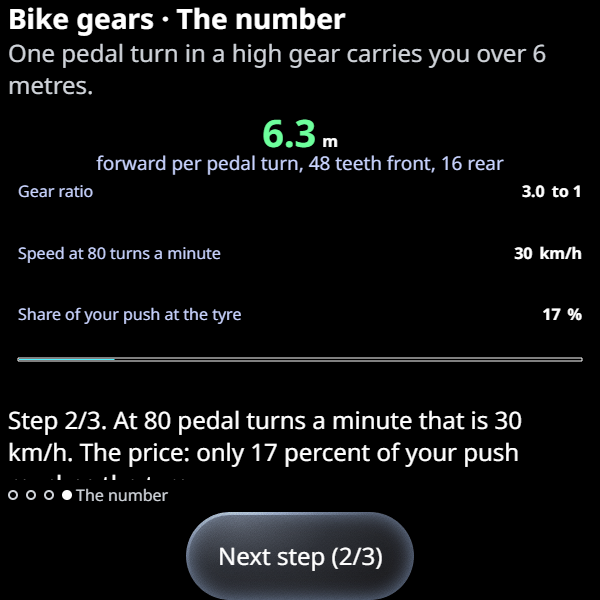 Bike gears · The number
One pedal turn in a high gear carries you over 6
metres.
6.3 m
forward per pedal turn, 48 teeth front, 16 rear
Gear ratio 3.0 to 1
Speed at 80 turns a minute 30 km/h
Share of your push at the tyre 17 %
Step 2/3. At 80 pedal turns a minute that is 30
km/h. The price: only 17 percent of your push
The number
Next step (2/3)